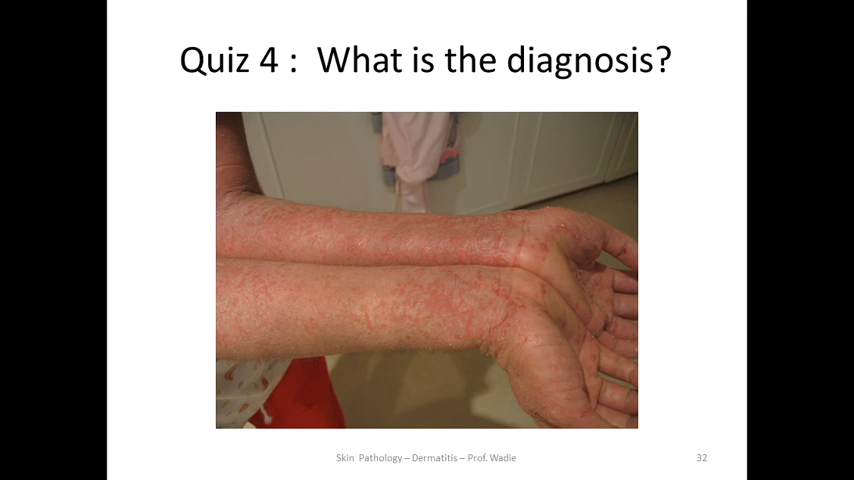 Quiz 4 : What is the diagnosis?
Skin Pathology – Dermatitis – Prof. Wadie
32